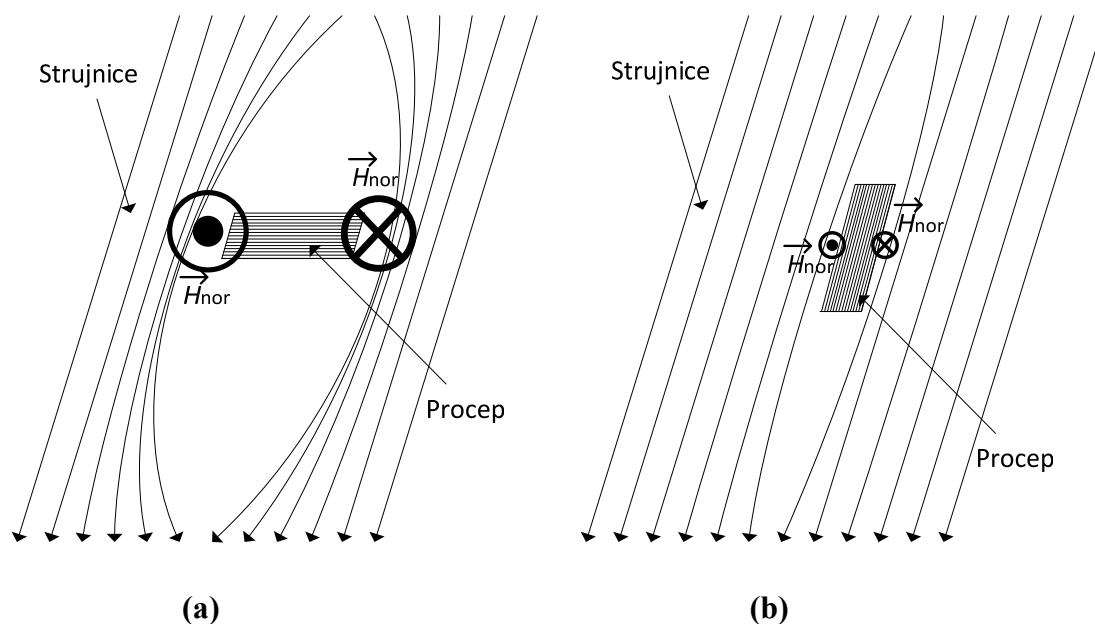 Strujnice
H⃗nor
H⃗nor
Procep
(a)
Strujnice
H⃗nor
H⃗nor
Procep
(b)